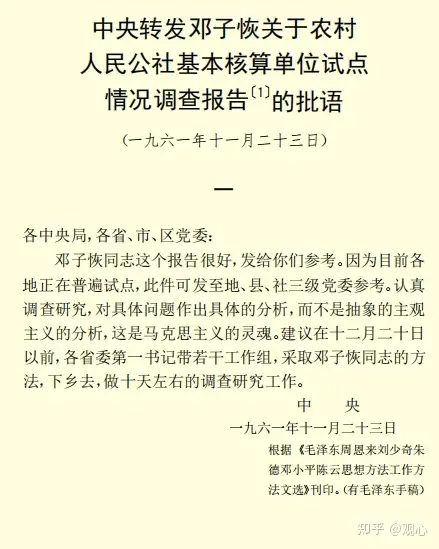 中央转发邓子恢关于农村
人民公社基本核算单位试点
情况调查报告〔1〕的批语
（一九六一年十一月二十三日）
一
各中央局，各省、市、区党委：
邓子恢同志这个报告很好，发给你们参考。因为目前各
地正在普遍试点，此件可发至地、县、社三级党委参考。认真
调查研究，对具体问题作出具体的分析，而不是抽象的主观
主义的分析，这是马克思主义的灵魂。建议在十二月二十日
以前，各省委第一书记带若干工作组，采取邓子恢同志的方
法，下乡去，做十天左右的调查研究工作。
中 央
一九六一年十一月二十三日
根据《毛泽东周恩来刘少奇朱
德邓小平陈云思想方法工作方
法文选》刊印。（有毛泽东手稿）
知乎 @观心